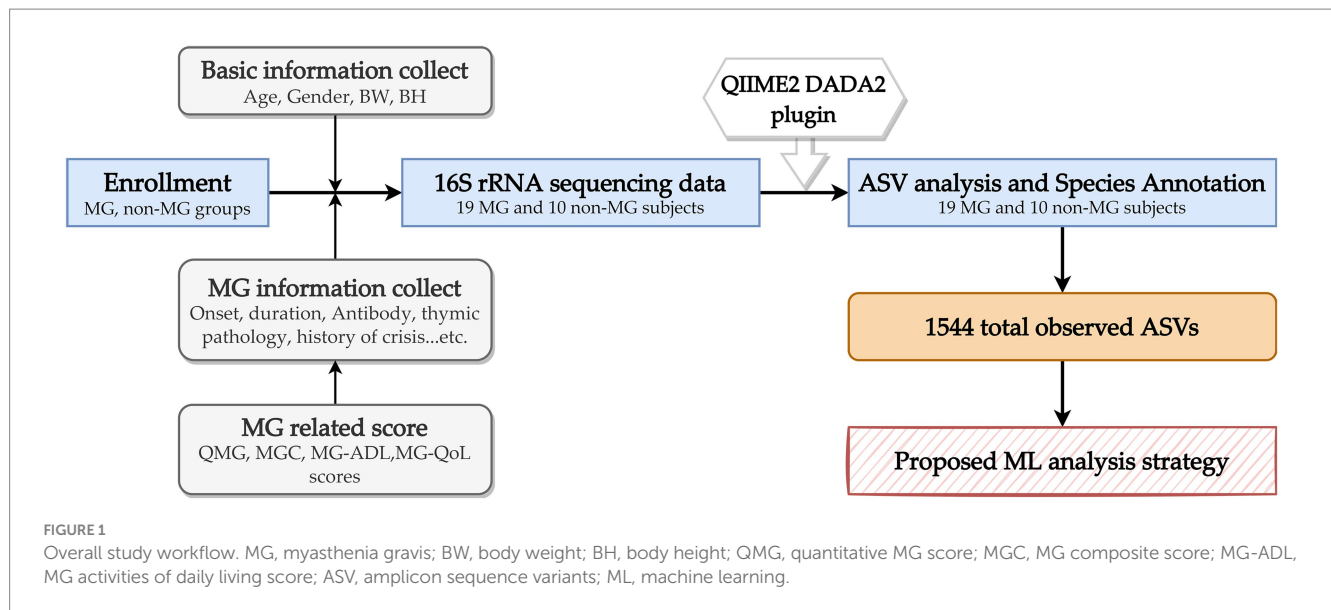 Basic information collect
Age, Gender, BW, BH
QIIME2 DADA2
plugin
Enrollment
MG, non-MG groups
16S rRNA sequencing data
19 MG and 10 non-MG subjects
ASV analysis and Species Annotation
19 MG and 10 non-MG subjects
MG information collect
Onset, duration, Antibody, thymic
pathology, history of crisis...etc.
1544 total observed ASVs
MG related score
QMG, MGC, MG-ADL,MG-QoL
scores
Proposed ML analysis strategy
FIGURE 1
Overall study workflow. MG, myasthenia gravis; BW, body weight; BH, body height; QMG, quantitative MG score; MGC, MG composite score; MG-ADL,
MG activities of daily living score; ASV, amplicon sequence variants; ML, machine learning.